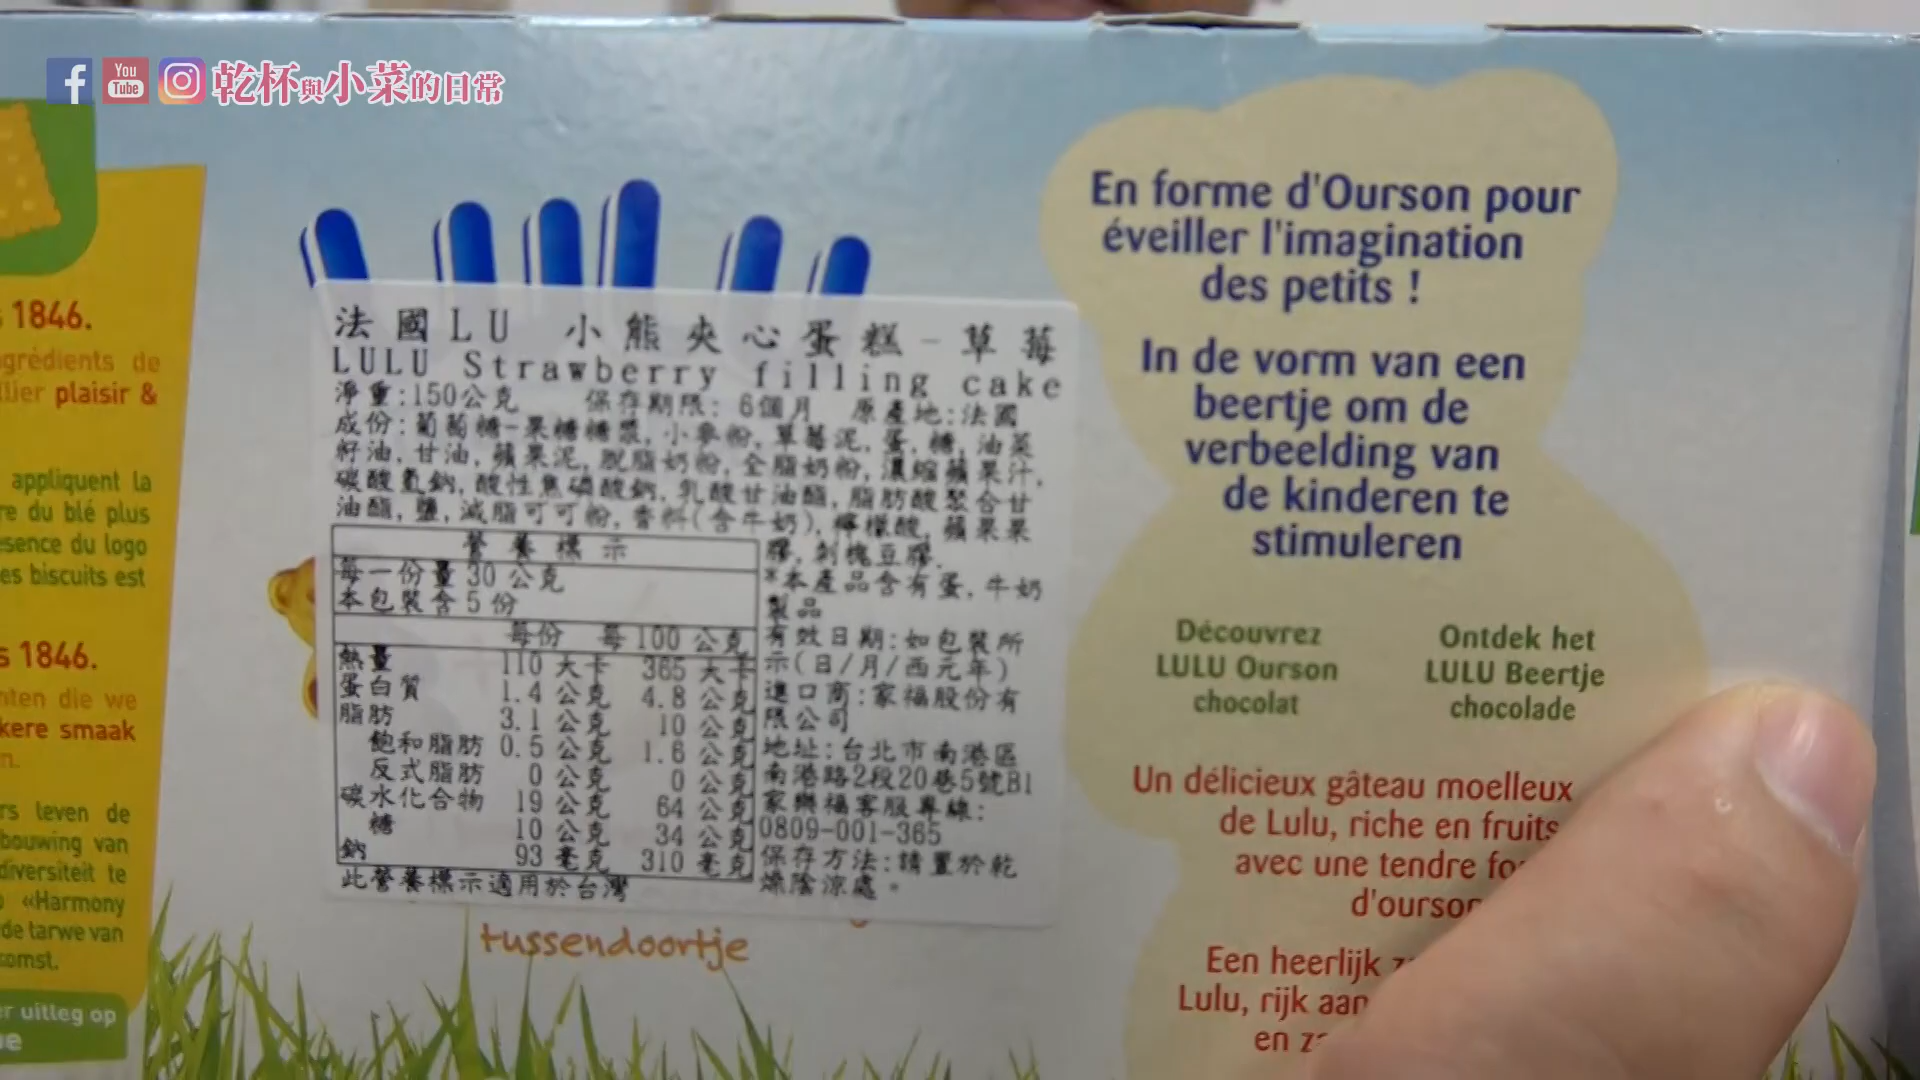 You
Tube
乾杯與小菜的日常
1846.
grédients de
plaisir &
appliquent la
re du blé plus
sence du logo
es biscuits est
1846.
nten die we
kere smaak
rs leven de
bouwing van
diversiteit te
«Harmony
de tarwe van
komst.
er uitleg op
法國LU 小熊夾心蛋糕-草莓
LULU Strawberry filling cake
淨重:150公克 保存期限: 6個月 原產地:法國
成份:葡萄糖-果糖糖漿,小麥粉,草莓泥,蛋,糖,油菜
籽油,甘油,蘋果泥,脫脂奶粉,全脂奶粉,濃縮蘋果汁,
碳酸氫鈉,酸性焦磷酸鈉,乳酸甘油酯,脂肪酸聚合甘
油酯,鹽,減脂可可粉,香料(含牛奶),檸檬酸,蘋果果
膠,刺槐豆膠.
*本產品含有蛋,牛奶
製品
有效日期:如包裝所
示(日/月/西元年)
進口商:家福股份有
限公司
地址:台北市南港區
南港路2段20巷5號B1
家樂福客服專線:
0809-001-365
保存方法:請置於乾
燥陰涼處。
營養標示
每一份量 30 公克
本包裝含 5 份
每份 每 100 公克
熱量 110 大卡 365 大卡
蛋白質 1.4 公克 4.8 公克
脂肪 3.1 公克 10 公克
飽和脂肪 0.5 公克 1.6 公克
反式脂肪 0 公克 0 公克
碳水化合物 19 公克 64 公克
糖 10 公克 34 公克
鈉 93 毫克 310 毫克
此營養標示適用於台灣
tussendoortje
En forme d'Ourson pour
éveiller l'imagination
des petits !
In de vorm van een
beertje om de
verbeelding van
de kinderen te
stimuleren
Découvrez
LULU Ourson
chocolat
Ontdek het
LULU Beertje
chocolade
Un délicieux gâteau moelleux
de Lulu, riche en fruits
avec une tendre
d'ourson
Een heerlijk
Lulu, rijk aan
en